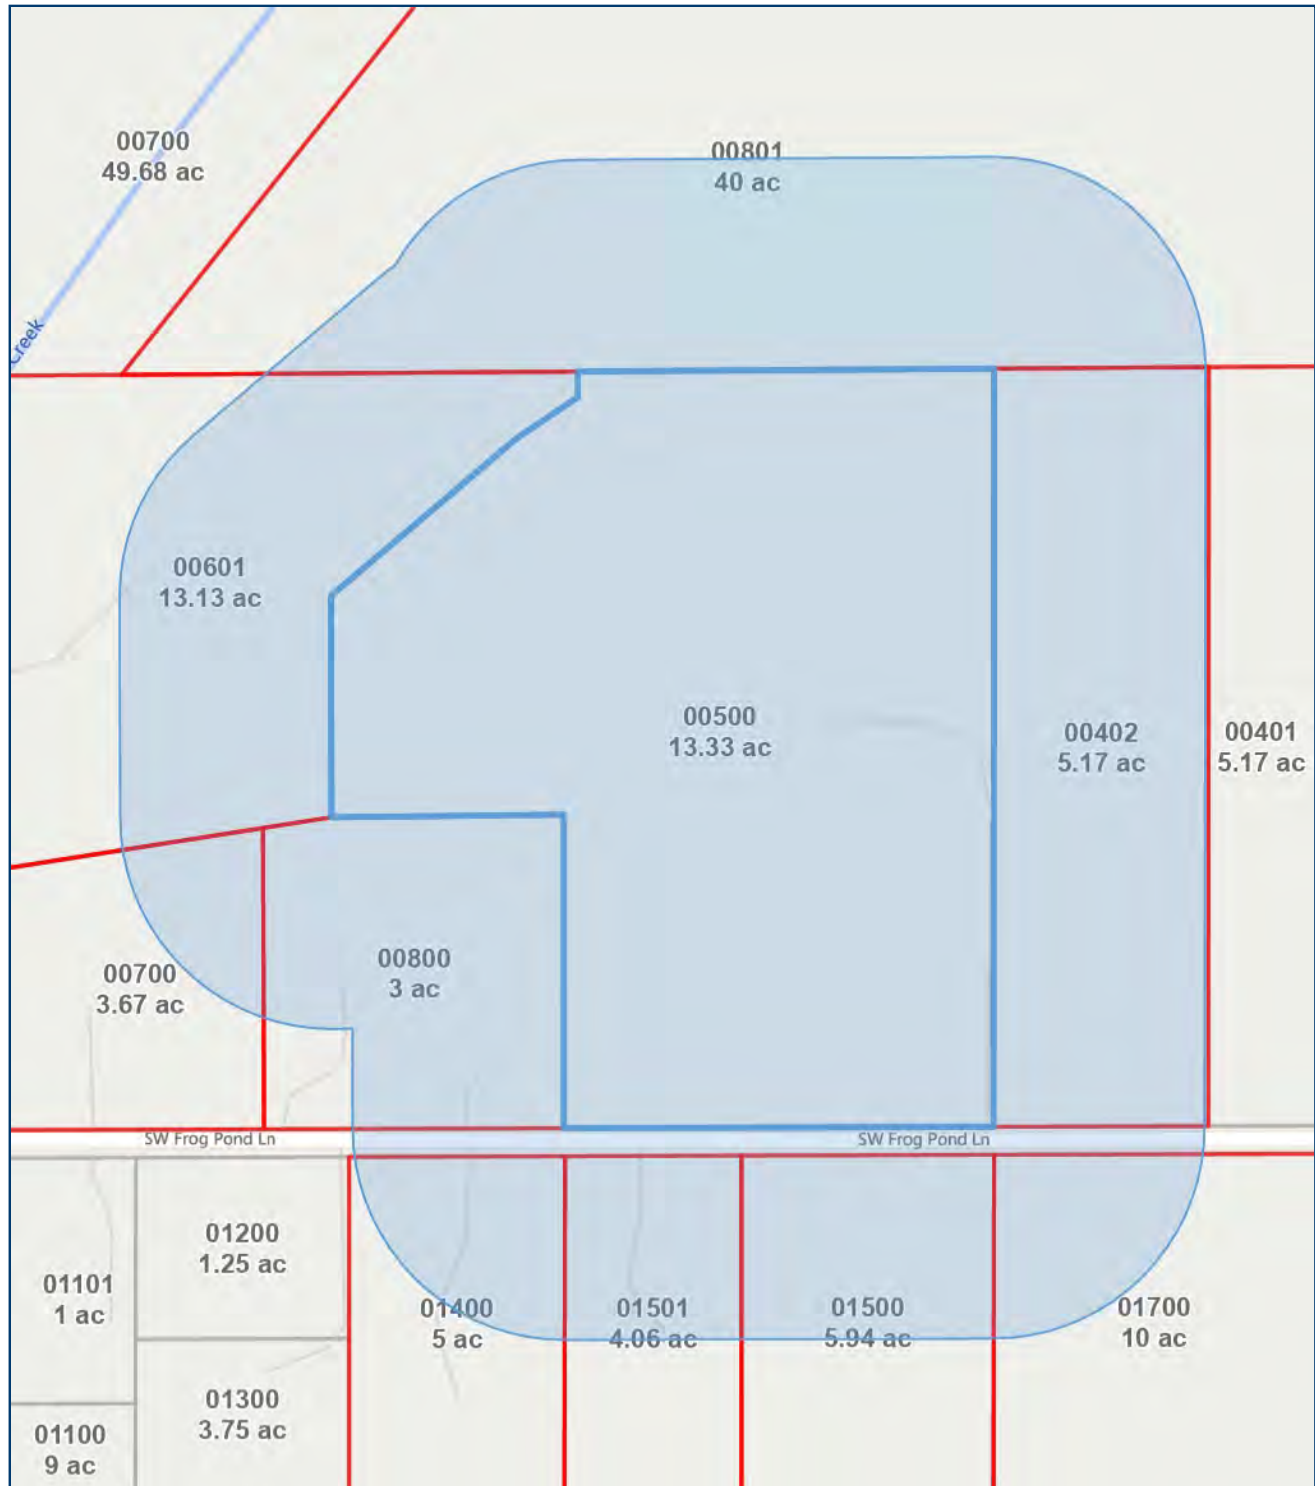 00700
49.68 ac
00801
40 ac
Creek
00601
13.13 ac
00500
13.33 ac
00402
5.17 ac
00401
5.17 ac
00800
3 ac
00700
3.67 ac
SW Frog Pond Ln
SW Frog Pond Ln
01200
1.25 ac
01101
1 ac
01400
5 ac
01501
4.06 ac
01500
5.94 ac
01700
10 ac
01300
3.75 ac
01100
9 ac